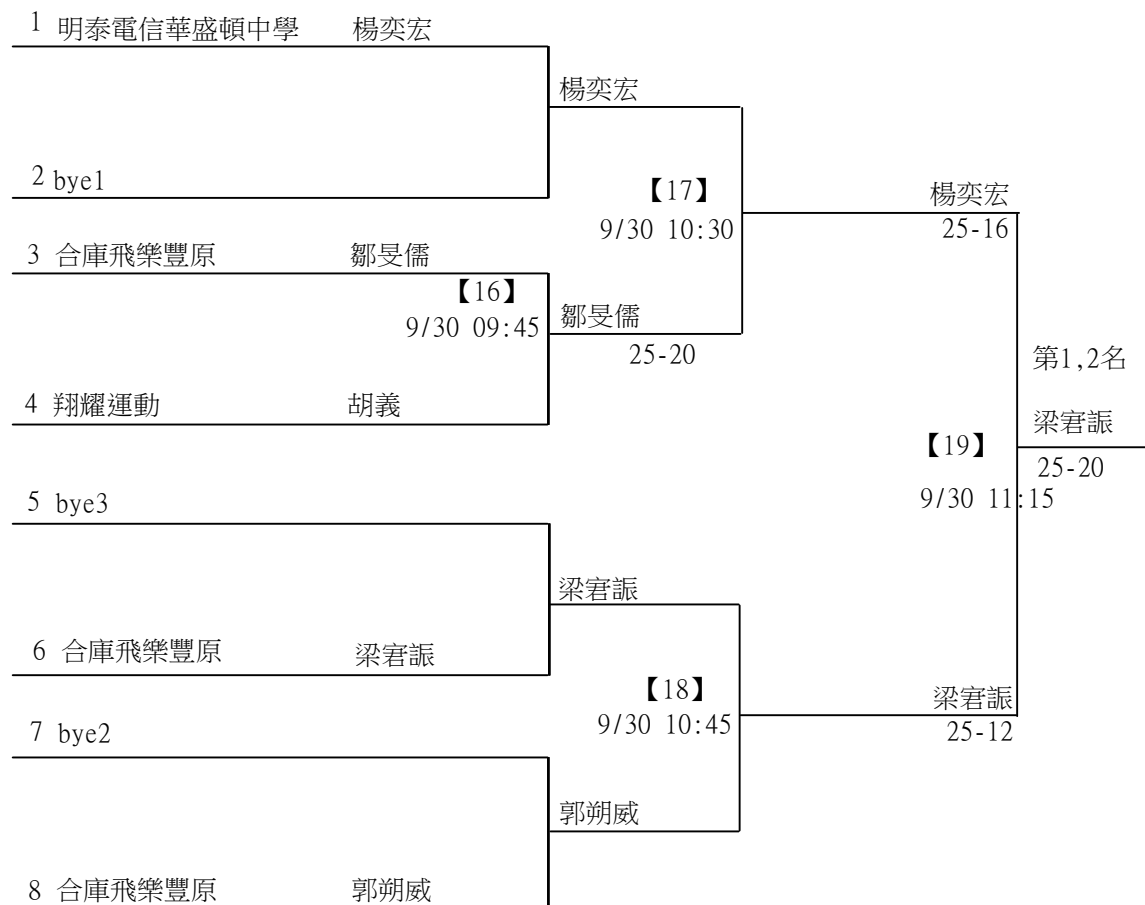 1 明泰電信華盛頓中學 楊奕宏
楊奕宏
2 bye1
【17】
9/30 10:30
楊奕宏
25-16
3 合庫飛樂豐原 鄒旻儒
【16】
9/30 09:45
鄒旻儒
25-20
4 翔耀運動 胡義
第1,2名
梁宭誫
25-20
【19】
9/30 11:15
5 bye3
梁宭誫
6 合庫飛樂豐原 梁宭誫
【18】
9/30 10:45
梁宭誫
25-12
7 bye2
郭朔威
8 合庫飛樂豐原 郭朔威